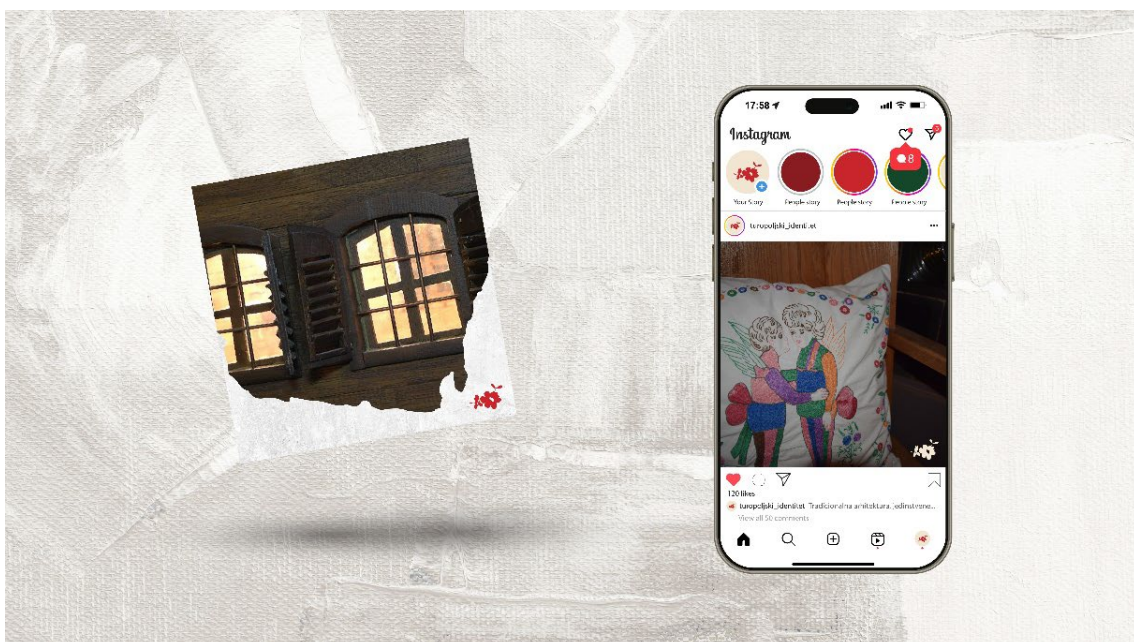 17:58
Instagram
8
Your Story
People story
People story
People story
turopoljski_identitet
120 likes
turopoljski_identitet Tradicionalna arhitektura, jedinstvene...
View all 50 comments